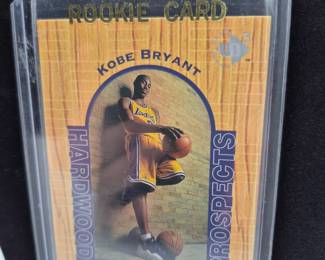 ROOKIE CARD
KOBE BRYANT
HARDWOOD
PROSPECTS